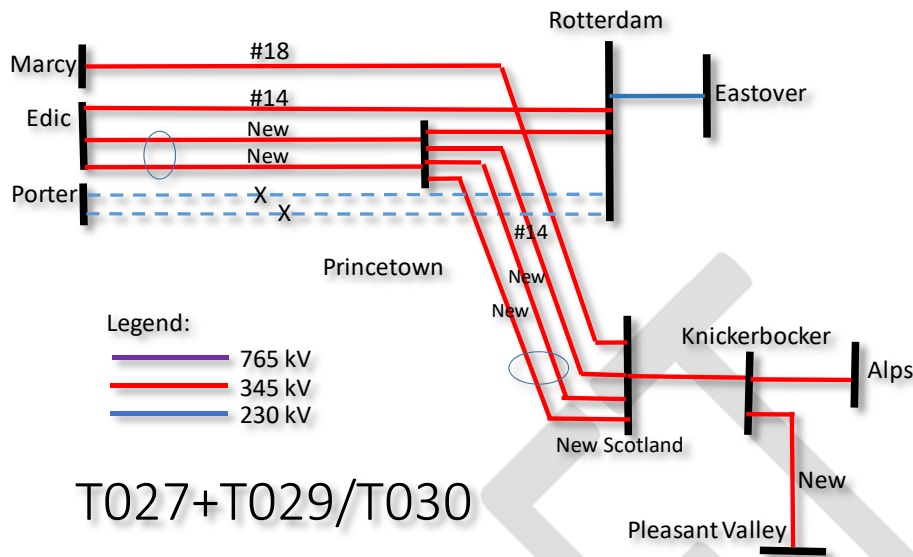 Rotterdam
#18
Marcy
Eastover
#14
Edic
New
New
Porter
X
X
#14
Princetown
New
New
Legend:
765 kV
345 kV
230 kV
Knickerbocker
Alps
New Scotland
New
T027+T029/T030
Pleasant Valley